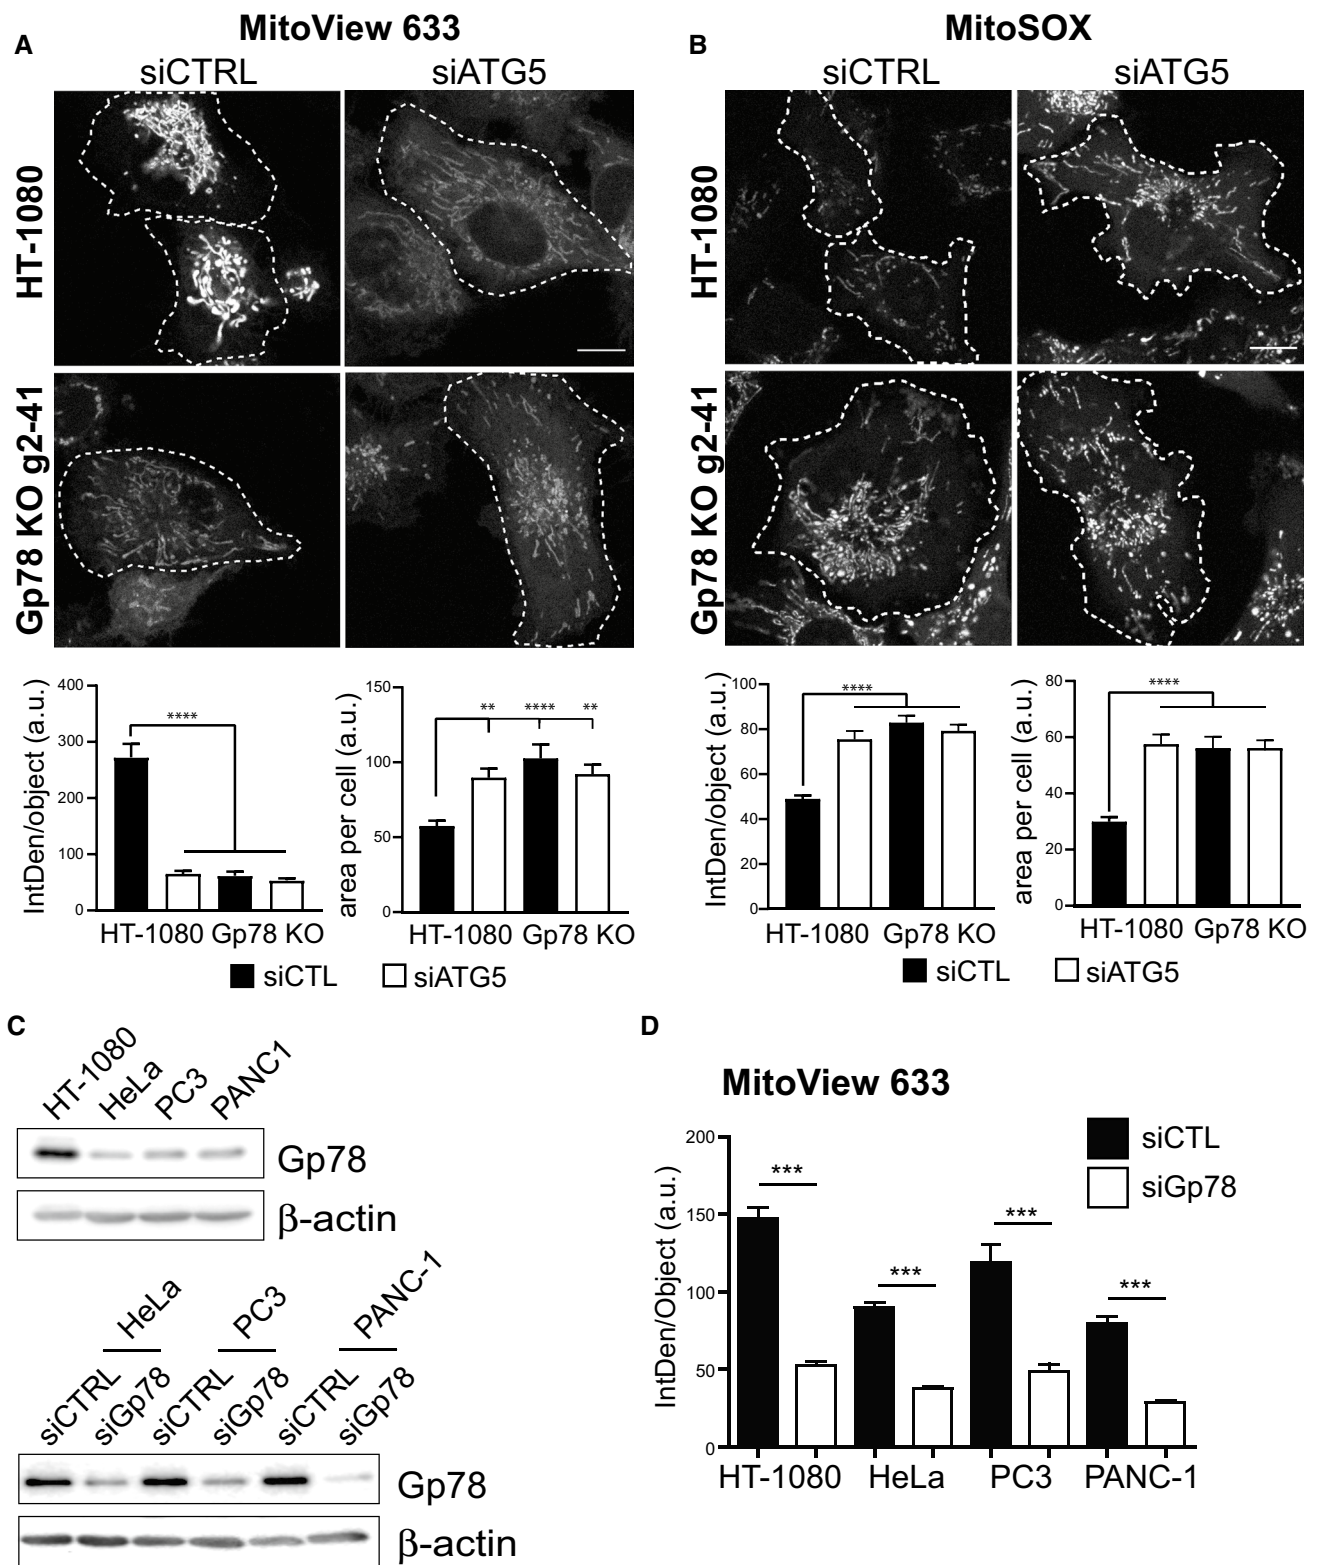 A
MitoView 633
siCTRL siATG5
HT-1080
Gp78 KO g2-41
400
300
200
100
0
IntDen/object (a.u.)
****
HT-1080 Gp78 KO
150
100
50
0
area per cell (a.u.)
** **** **
HT-1080 Gp78 KO
siCTL siATG5
B
MitoSOX
siCTRL siATG5
HT-1080
Gp78 KO g2-41
100
80
60
40
20
0
IntDen/object (a.u.)
****
HT-1080 Gp78 KO
80
60
40
20
0
area per cell (a.u.)
****
HT-1080 Gp78 KO
siCTL siATG5
C
HT-1080 HeLa PC3 PANC1
Gp78
β-actin
HeLa PC3 PANC-1
siCTRL siGp78 siCTRL siGp78 siCTRL siGp78
Gp78
β-actin
D
MitoView 633
siCTL
siGp78
200
150
100
50
0
IntDen/Object (a.u.)
*** *** *** ***
HT-1080 HeLa PC3 PANC-1